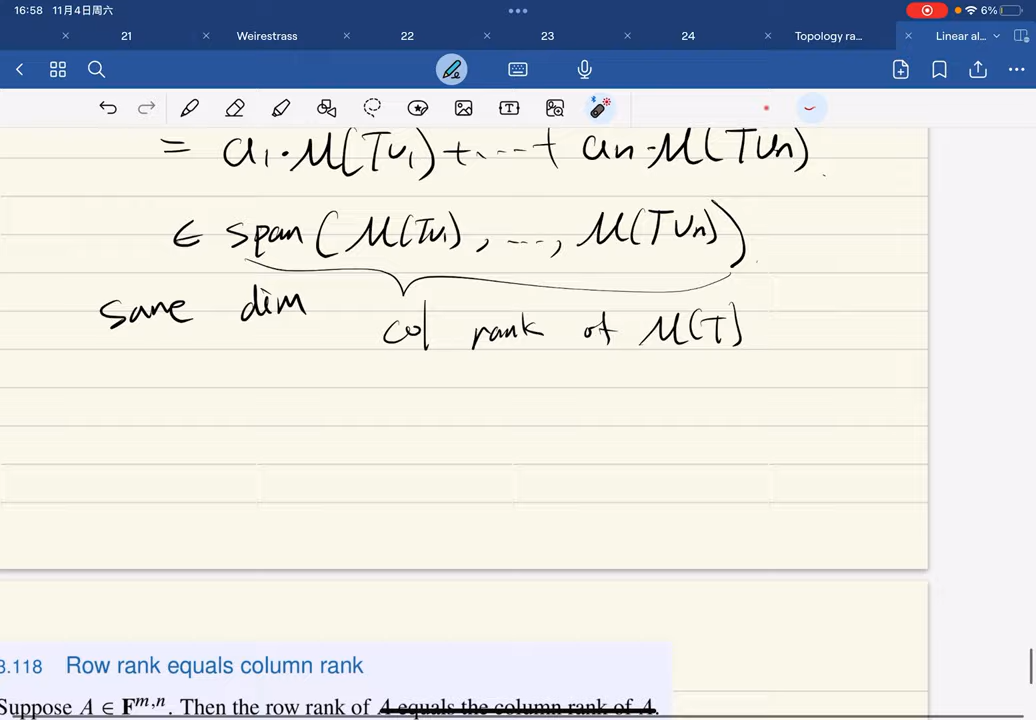 16:58 11月4日周六
6%
21 Weirestrass 22 23 24 Topology ra... Linear al...
= a₁·M(Tv₁)+...+ aₙ·M(Tvₙ)
∈ span(M(Tv₁), ..., M(Tvₙ))
same dim
col rank of M(T)
3.118 Row rank equals column rank
Suppose A ∈ F^{m,n}. Then the row rank of A equals the column rank of A.